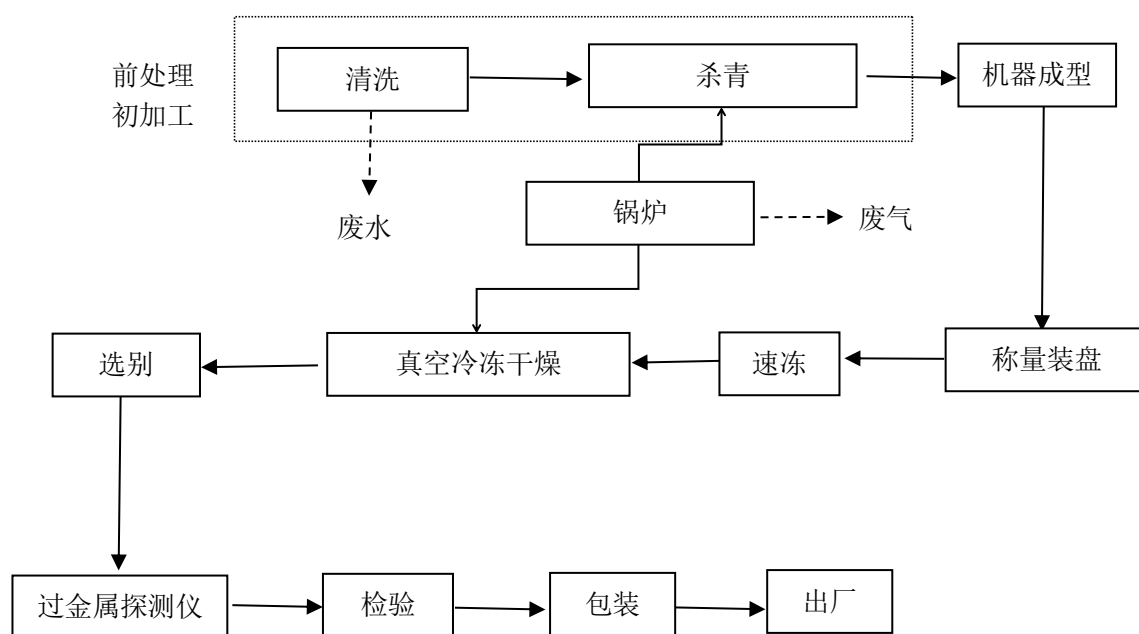 前处理
初加工
清洗
杀青
机器成型
废水
锅炉
废气
选别
真空冷冻干燥
速冻
称量装盘
过金属探测仪
检验
包装
出厂